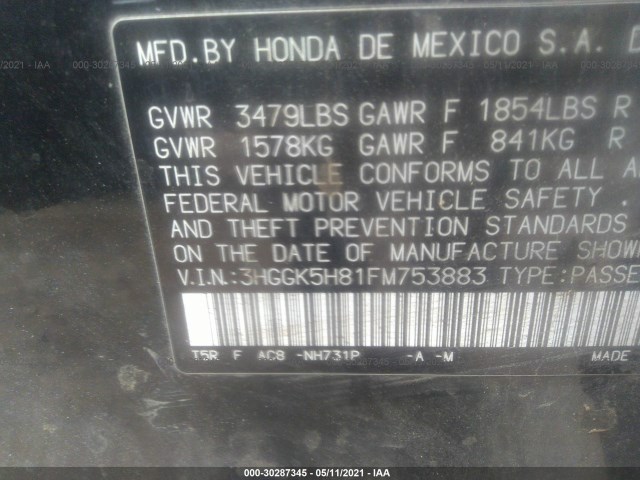 MFD.BY HONDA DE MEXICO S.A. D
GVWR 3479LBS GAWR F 1854LBS R
GVWR 1578KG GAWR F 841KG R
THIS VEHICLE CONFORMS TO ALL A
FEDERAL MOTOR VEHICLE SAFETY .
AND THEFT PREVENTION STANDARDS
ON THE DATE OF MANUFACTURE SHOW
V.I.N.:3HGGK5H81FM753883 TYPE:PASSE
T5R F AC8 -NH731P -A -M MADE
000-30287345 - 05/11/2021 - IAA